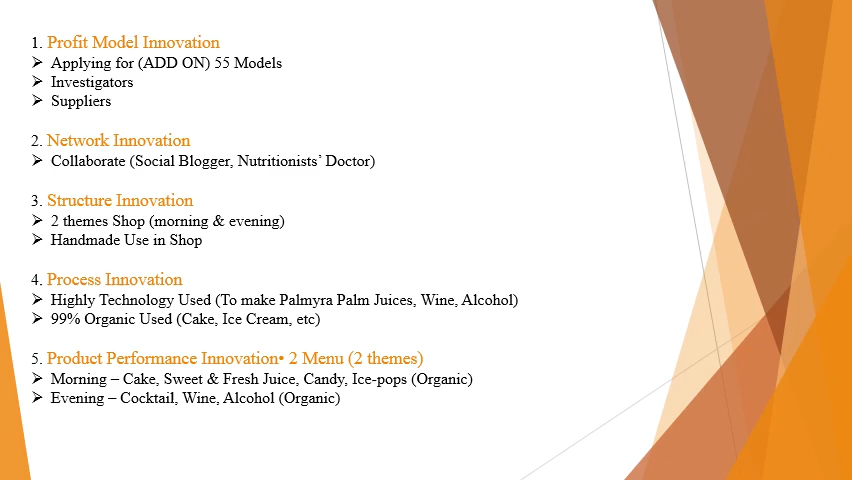 1. Profit Model Innovation
➢ Applying for (ADD ON) 55 Models
➢ Investigators
➢ Suppliers
2. Network Innovation
➢ Collaborate (Social Blogger, Nutritionists’ Doctor)
3. Structure Innovation
➢ 2 themes Shop (morning & evening)
➢ Handmade Use in Shop
4. Process Innovation
➢ Highly Technology Used (To make Palmyra Palm Juices, Wine, Alcohol)
➢ 99% Organic Used (Cake, Ice Cream, etc)
5. Product Performance Innovation• 2 Menu (2 themes)
➢ Morning – Cake, Sweet & Fresh Juice, Candy, Ice-pops (Organic)
➢ Evening – Cocktail, Wine, Alcohol (Organic)